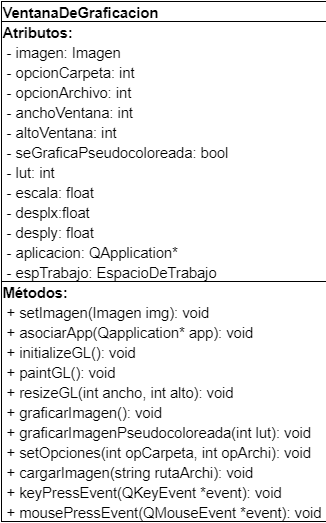 VentanaDeGraficacion
Atributos:
- imagen: Imagen
- opcionCarpeta: int
- opcionArchivo: int
- anchoVentana: int
- altoVentana: int
- seGraficaPseudocoloreada: bool
- lut: int
- escala: float
- desplx:float
- desply: float
- aplicacion: QApplication*
- espTrabajo: EspacioDeTrabajo
Métodos:
+ setImagen(Imagen img): void
+ asociarApp(Qapplication* app): void
+ initializeGL(): void
+ paintGL(): void
+ resizeGL(int ancho, int alto): void
+ graficarImagen(): void
+ graficarImagenPseudocoloreada(int lut): void
+ setOpciones(int opCarpeta, int opArchi): void
+ cargarImagen(string rutaArchi): void
+ keyPressEvent(QKeyEvent *event): void
+ mousePressEvent(QMouseEvent *event): void